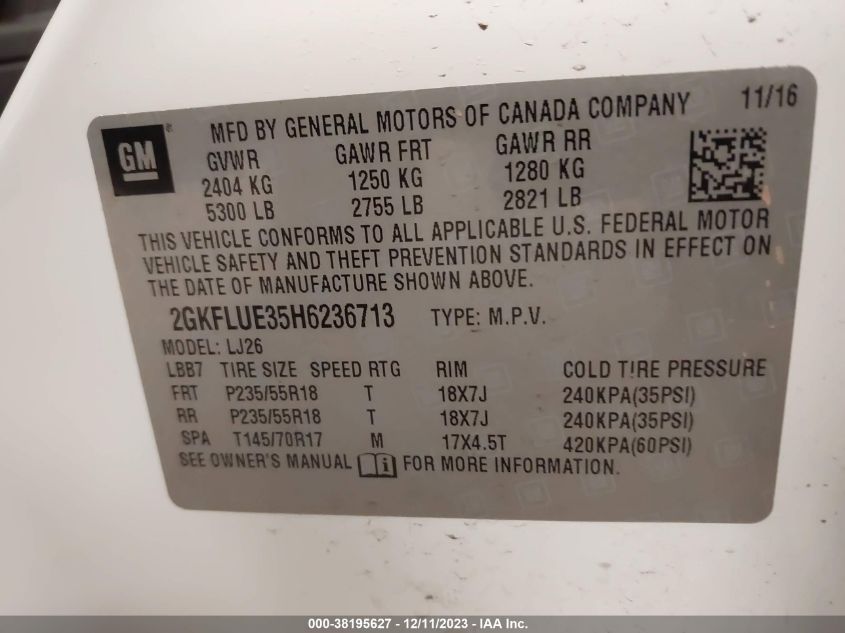 GM ® MFD BY GENERAL MOTORS OF CANADA COMPANY 11/16
GVWR GAWR FRT GAWR RR
2404 KG 1250 KG 1280 KG
5300 LB 2755 LB 2821 LB
THIS VEHICLE CONFORMS TO ALL APPLICABLE U.S. FEDERAL MOTOR
VEHICLE SAFETY AND THEFT PREVENTION STANDARDS IN EFFECT ON
THE DATE OF MANUFACTURE SHOWN ABOVE.
2GKFLUE35H6236713 TYPE: M.P.V.
MODEL: LJ26
LBB7 TIRE SIZE SPEED RTG RIM COLD TIRE PRESSURE
FRT P235/55R18 T 18X7J 240KPA(35PSI)
RR P235/55R18 T 18X7J 240KPA(35PSI)
SPA T145/70R17 M 17X4.5T 420KPA(60PSI)
SEE OWNER'S MANUAL i FOR MORE INFORMATION.
000-38195627 - 12/11/2023 - IAA Inc.